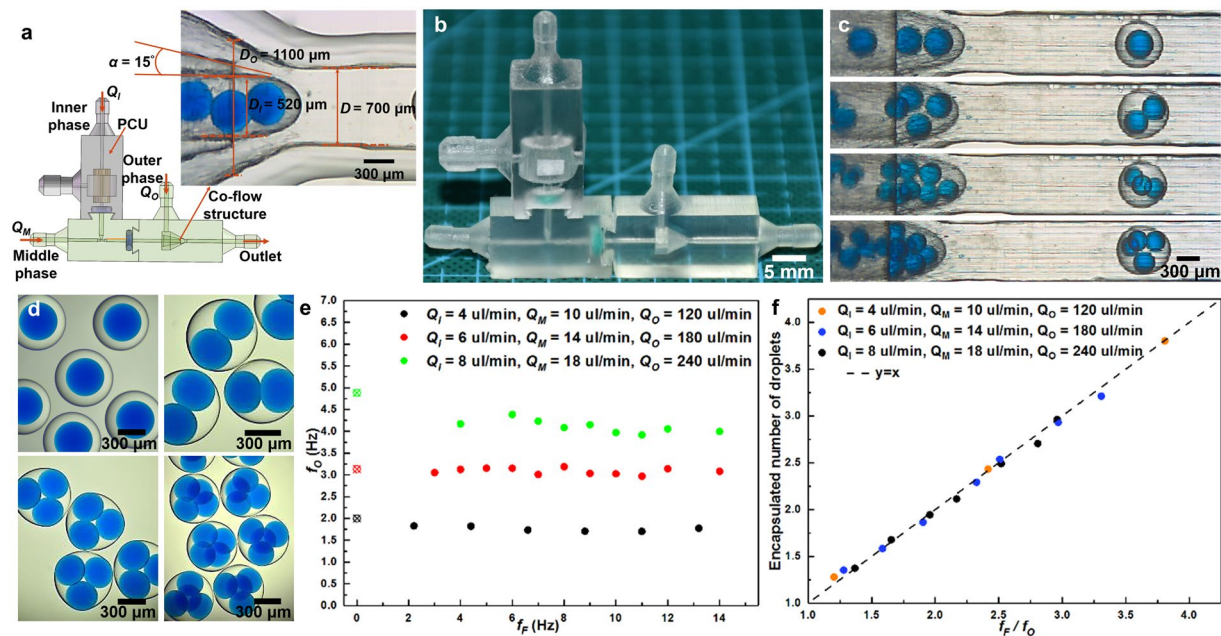 a
α = 15°
D_O = 1100 µm
D_I = 520 µm
D = 700 µm
300 µm
Q_I
Inner
phase
PCU
Outer
phase
Q_O
Co-flow
structure
Q_M
Middle
phase
Outlet
b
5 mm
c
300 µm
d
300 µm
300 µm
300 µm
300 µm
e
Q_I = 4 ul/min, Q_M = 10 ul/min, Q_O = 120 ul/min
Q_I = 6 ul/min, Q_M = 14 ul/min, Q_O = 180 ul/min
Q_I = 8 ul/min, Q_M = 18 ul/min, Q_O = 240 ul/min
f_O (Hz)
7.0
6.5
6.0
5.5
5.0
4.5
4.0
3.5
3.0
2.5
2.0
1.5
1.0
0.5
0.0
0 2 4 6 8 10 12 14
f_F (Hz)
f
Q_I = 4 ul/min, Q_M = 10 ul/min, Q_O = 120 ul/min
Q_I = 6 ul/min, Q_M = 14 ul/min, Q_O = 180 ul/min
Q_I = 8 ul/min, Q_M = 18 ul/min, Q_O = 240 ul/min
y=x
Encapsulated number of droplets
4.0
3.5
3.0
2.5
2.0
1.5
1.0
1.0 1.5 2.0 2.5 3.0 3.5 4.0
f_F / f_O